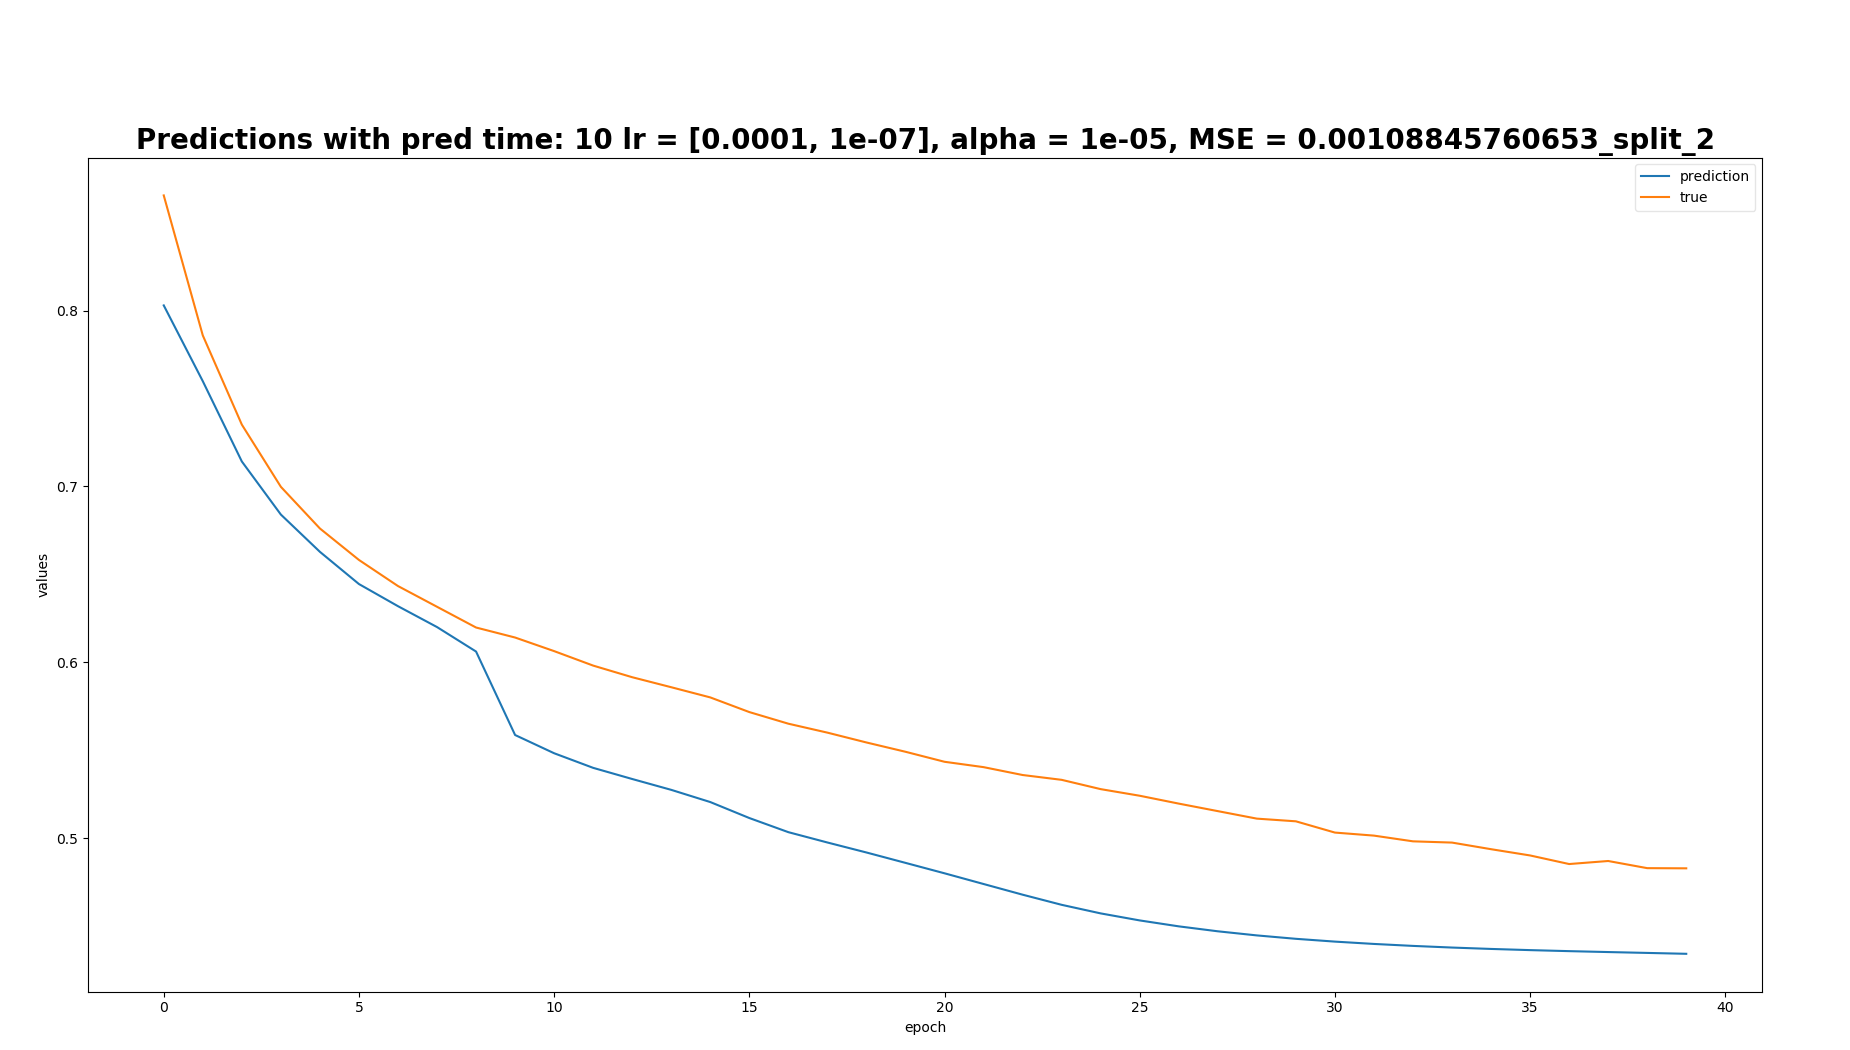 Predictions with pred time: 10 lr = [0.0001, 1e-07], alpha = 1e-05, MSE = 0.00108845760653_split_2
prediction
true
values
0.8
0.7
0.6
0.5
0 5 10 15 20 25 30 35 40
epoch